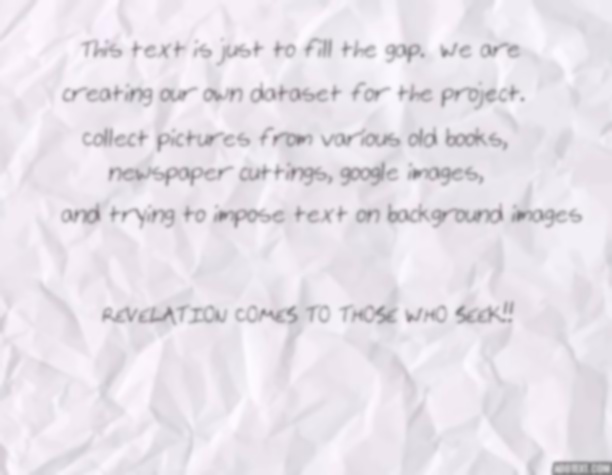 This text is just to fill the gap. We are
creating our own dataset for the project.
collect pictures from various old books,
newspaper cuttings, google images,
and trying to impose text on background images
REVELATION COMES TO THOSE WHO SEEK!!